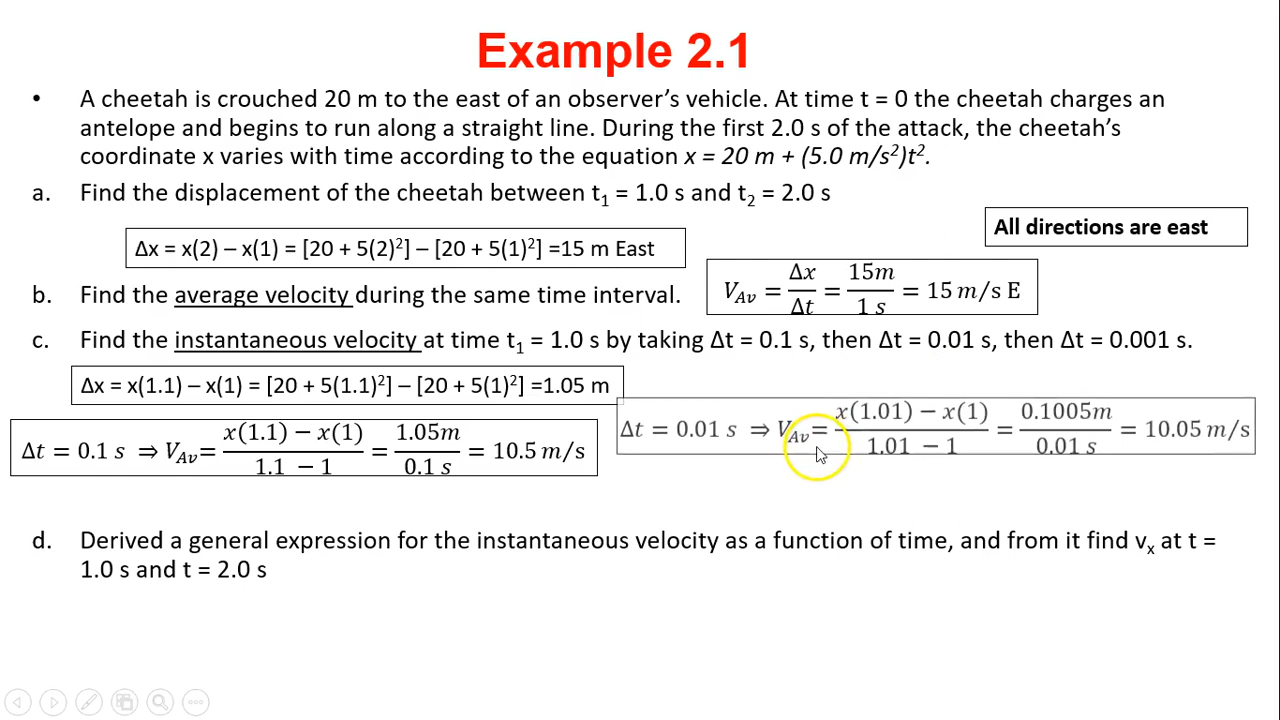 Example 2.1
• A cheetah is crouched 20 m to the east of an observer’s vehicle. At time t = 0 the cheetah charges an
antelope and begins to run along a straight line. During the first 2.0 s of the attack, the cheetah’s
coordinate x varies with time according to the equation x = 20 m + (5.0 m/s²)t².
a. Find the displacement of the cheetah between t₁ = 1.0 s and t₂ = 2.0 s
All directions are east
Δx = x(2) – x(1) = [20 + 5(2)²] – [20 + 5(1)²] =15 m East
b. Find the average velocity during the same time interval.
V_Av = Δx/Δt = 15m/1 s = 15 m/s E
c. Find the instantaneous velocity at time t₁ = 1.0 s by taking Δt = 0.1 s, then Δt = 0.01 s, then Δt = 0.001 s.
Δx = x(1.1) – x(1) = [20 + 5(1.1)²] – [20 + 5(1)²] =1.05 m
Δt = 0.1 s ⇒ V_Av = (x(1.1) − x(1))/(1.1 − 1) = 1.05m/0.1 s = 10.5 m/s
Δt = 0.01 s ⇒ V_Av = (x(1.01) − x(1))/(1.01 − 1) = 0.1005m/0.01 s = 10.05 m/s
d. Derived a general expression for the instantaneous velocity as a function of time, and from it find vₓ at t =
1.0 s and t = 2.0 s